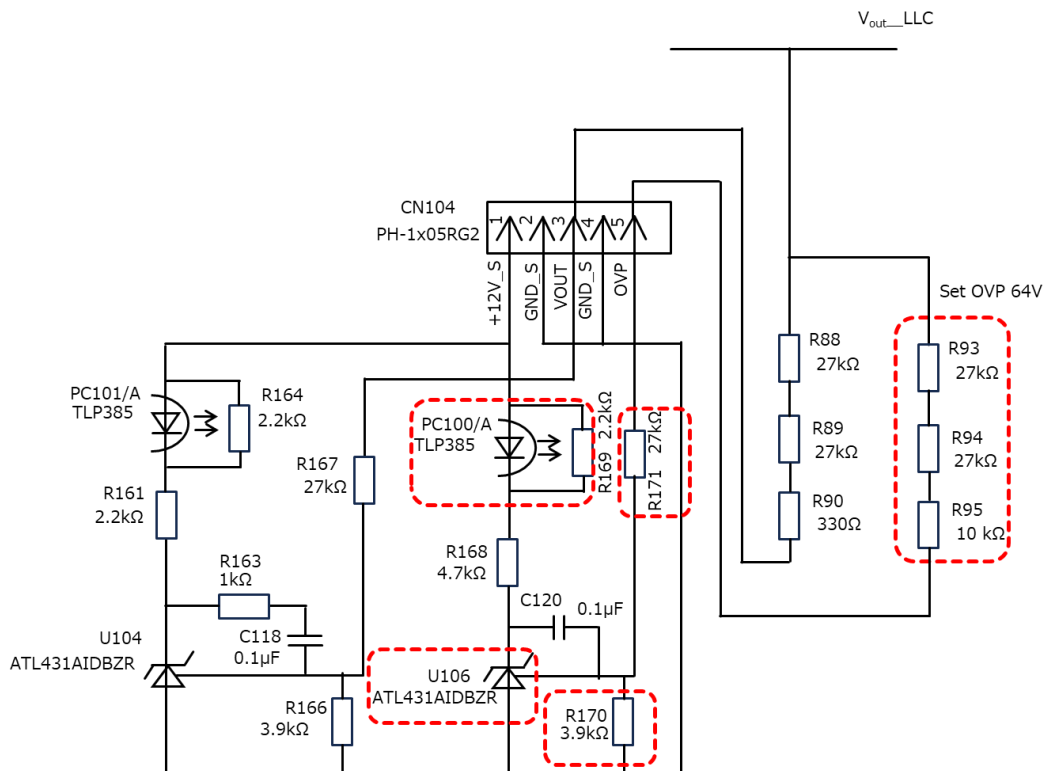 Vout__LLC
CN104
PH-1x05RG2
1
2
3
4
5
+12V_S
GND_S
VOUT
GND_S
OVP
Set OVP 64V
R88
27kΩ
R93
27kΩ
PC101/A
TLP385
R164
2.2kΩ
PC100/A
TLP385
R169 2.2kΩ
R171 27kΩ
R89
27kΩ
R94
27kΩ
R167
27kΩ
R161
2.2kΩ
R90
330Ω
R95
10 kΩ
R168
4.7kΩ
R163
1kΩ
C120
0.1μF
C118
0.1μF
U104
ATL431AIDBZR
U106
ATL431AIDBZR
R166
3.9kΩ
R170
3.9kΩ